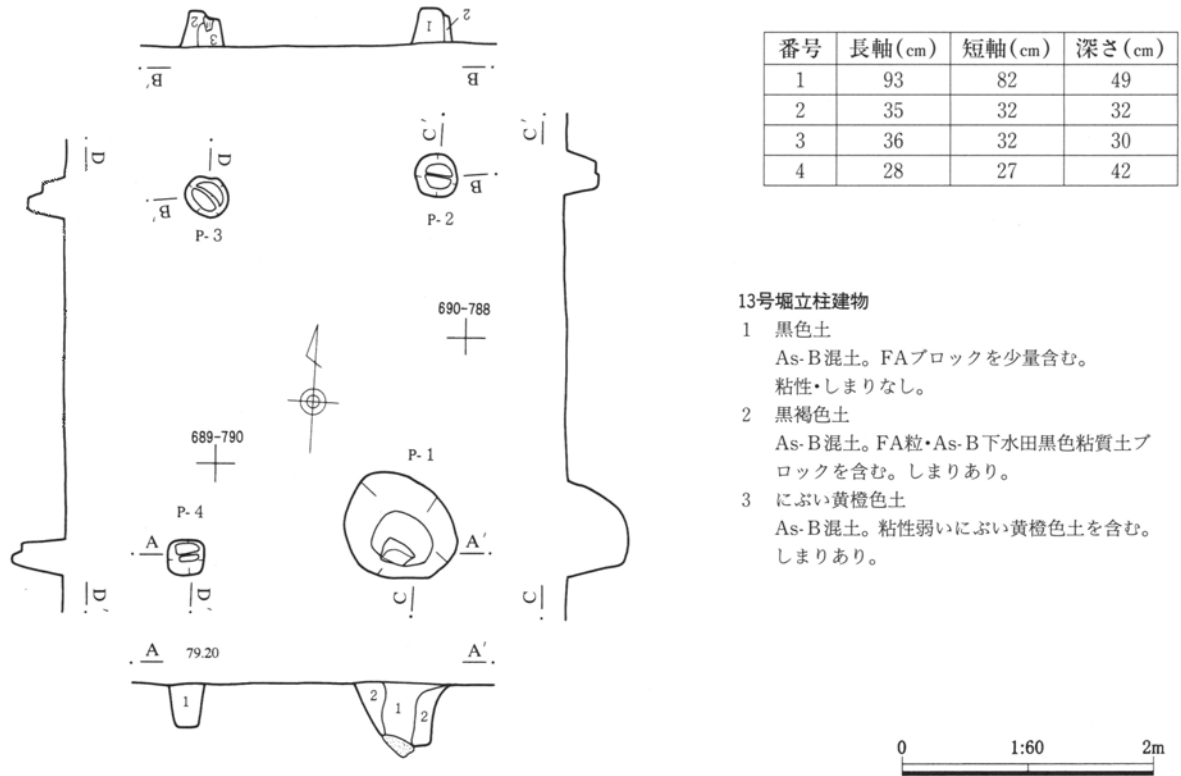 2 3 1 2
B′ B
D C′ C′
D B
B′
P-3 P-2
690-788
689-790
P-1
P-4
A A′
D′ D′ C C
A 79.20 A′
1 2 1 2
番号 長軸(cm) 短軸(cm) 深さ(cm)
1 93 82 49
2 35 32 32
3 36 32 30
4 28 27 42
13号堀立柱建物
1 黒色土
As-B混土。FAブロックを少量含む。
粘性・しまりなし。
2 黒褐色土
As-B混土。FA粒・As-B下水田黒色粘質土ブ
ロックを含む。しまりあり。
3 にぶい黄橙色土
As-B混土。粘性弱いにぶい黄橙色土を含む。
しまりあり。
0 1:60 2m